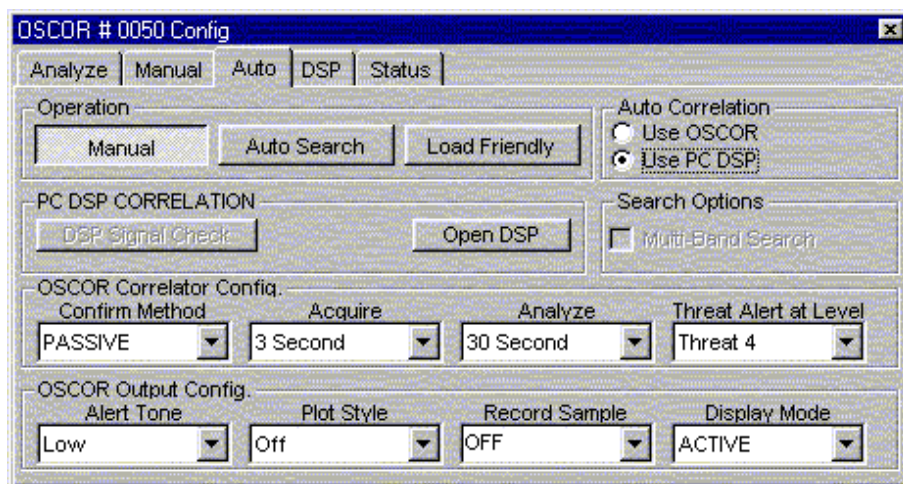 OSCOR # 0050 Config
Analyze Manual Auto DSP Status
Operation
Manual Auto Search Load Friendly
Auto Correlation
Use OSCOR
Use PC DSP
PC DSP CORRELATION
DSP Signal Check Open DSP
Search Options
Multi-Band Search
OSCOR Correlator Config.
Confirm Method Acquire Analyze Threat Alert at Level
PASSIVE 3 Second 30 Second Threat 4
OSCOR Output Config.
Alert Tone Plot Style Record Sample Display Mode
Low Off OFF ACTIVE